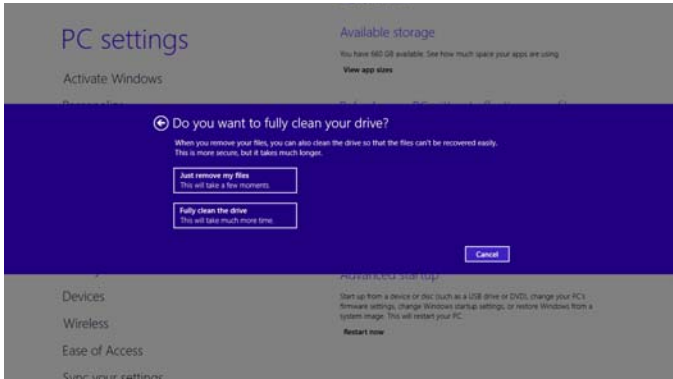 PC settings
Activate Windows
Available storage
You have 660 GB available. See how much space your apps are using.
View app sizes
Do you want to fully clean your drive?
When you remove your files, you can also clean the drive so that the files can't be recovered easily.
This is more secure, but it takes much longer.
Just remove my files
This will take a few moments.
Fully clean the drive
This will take much more time.
Cancel
Devices
Wireless
Ease of Access
Sync your settings
Advanced startup
Start up from a device or disc (such as a USB drive or DVD), change your PC's
firmware settings, change Windows startup settings, or restore Windows from a
system image. This will restart your PC.
Restart now